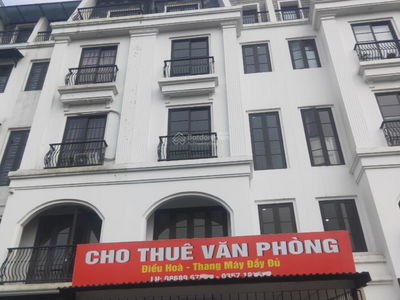 CHO THUÊ VĂN PHÒNG
Điều Hoà - Thang Máy Đầy Đủ